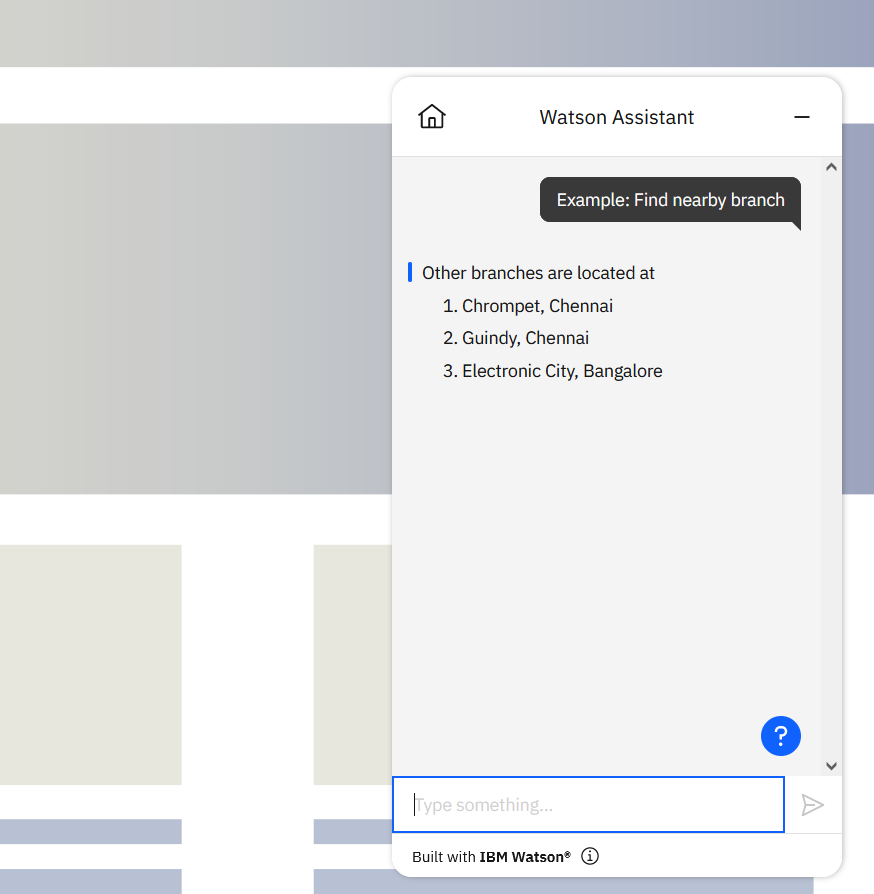 Watson Assistant
Example: Find nearby branch
Other branches are located at
1. Chrompet, Chennai
2. Guindy, Chennai
3. Electronic City, Bangalore
?
Type something...
Built with IBM Watson®